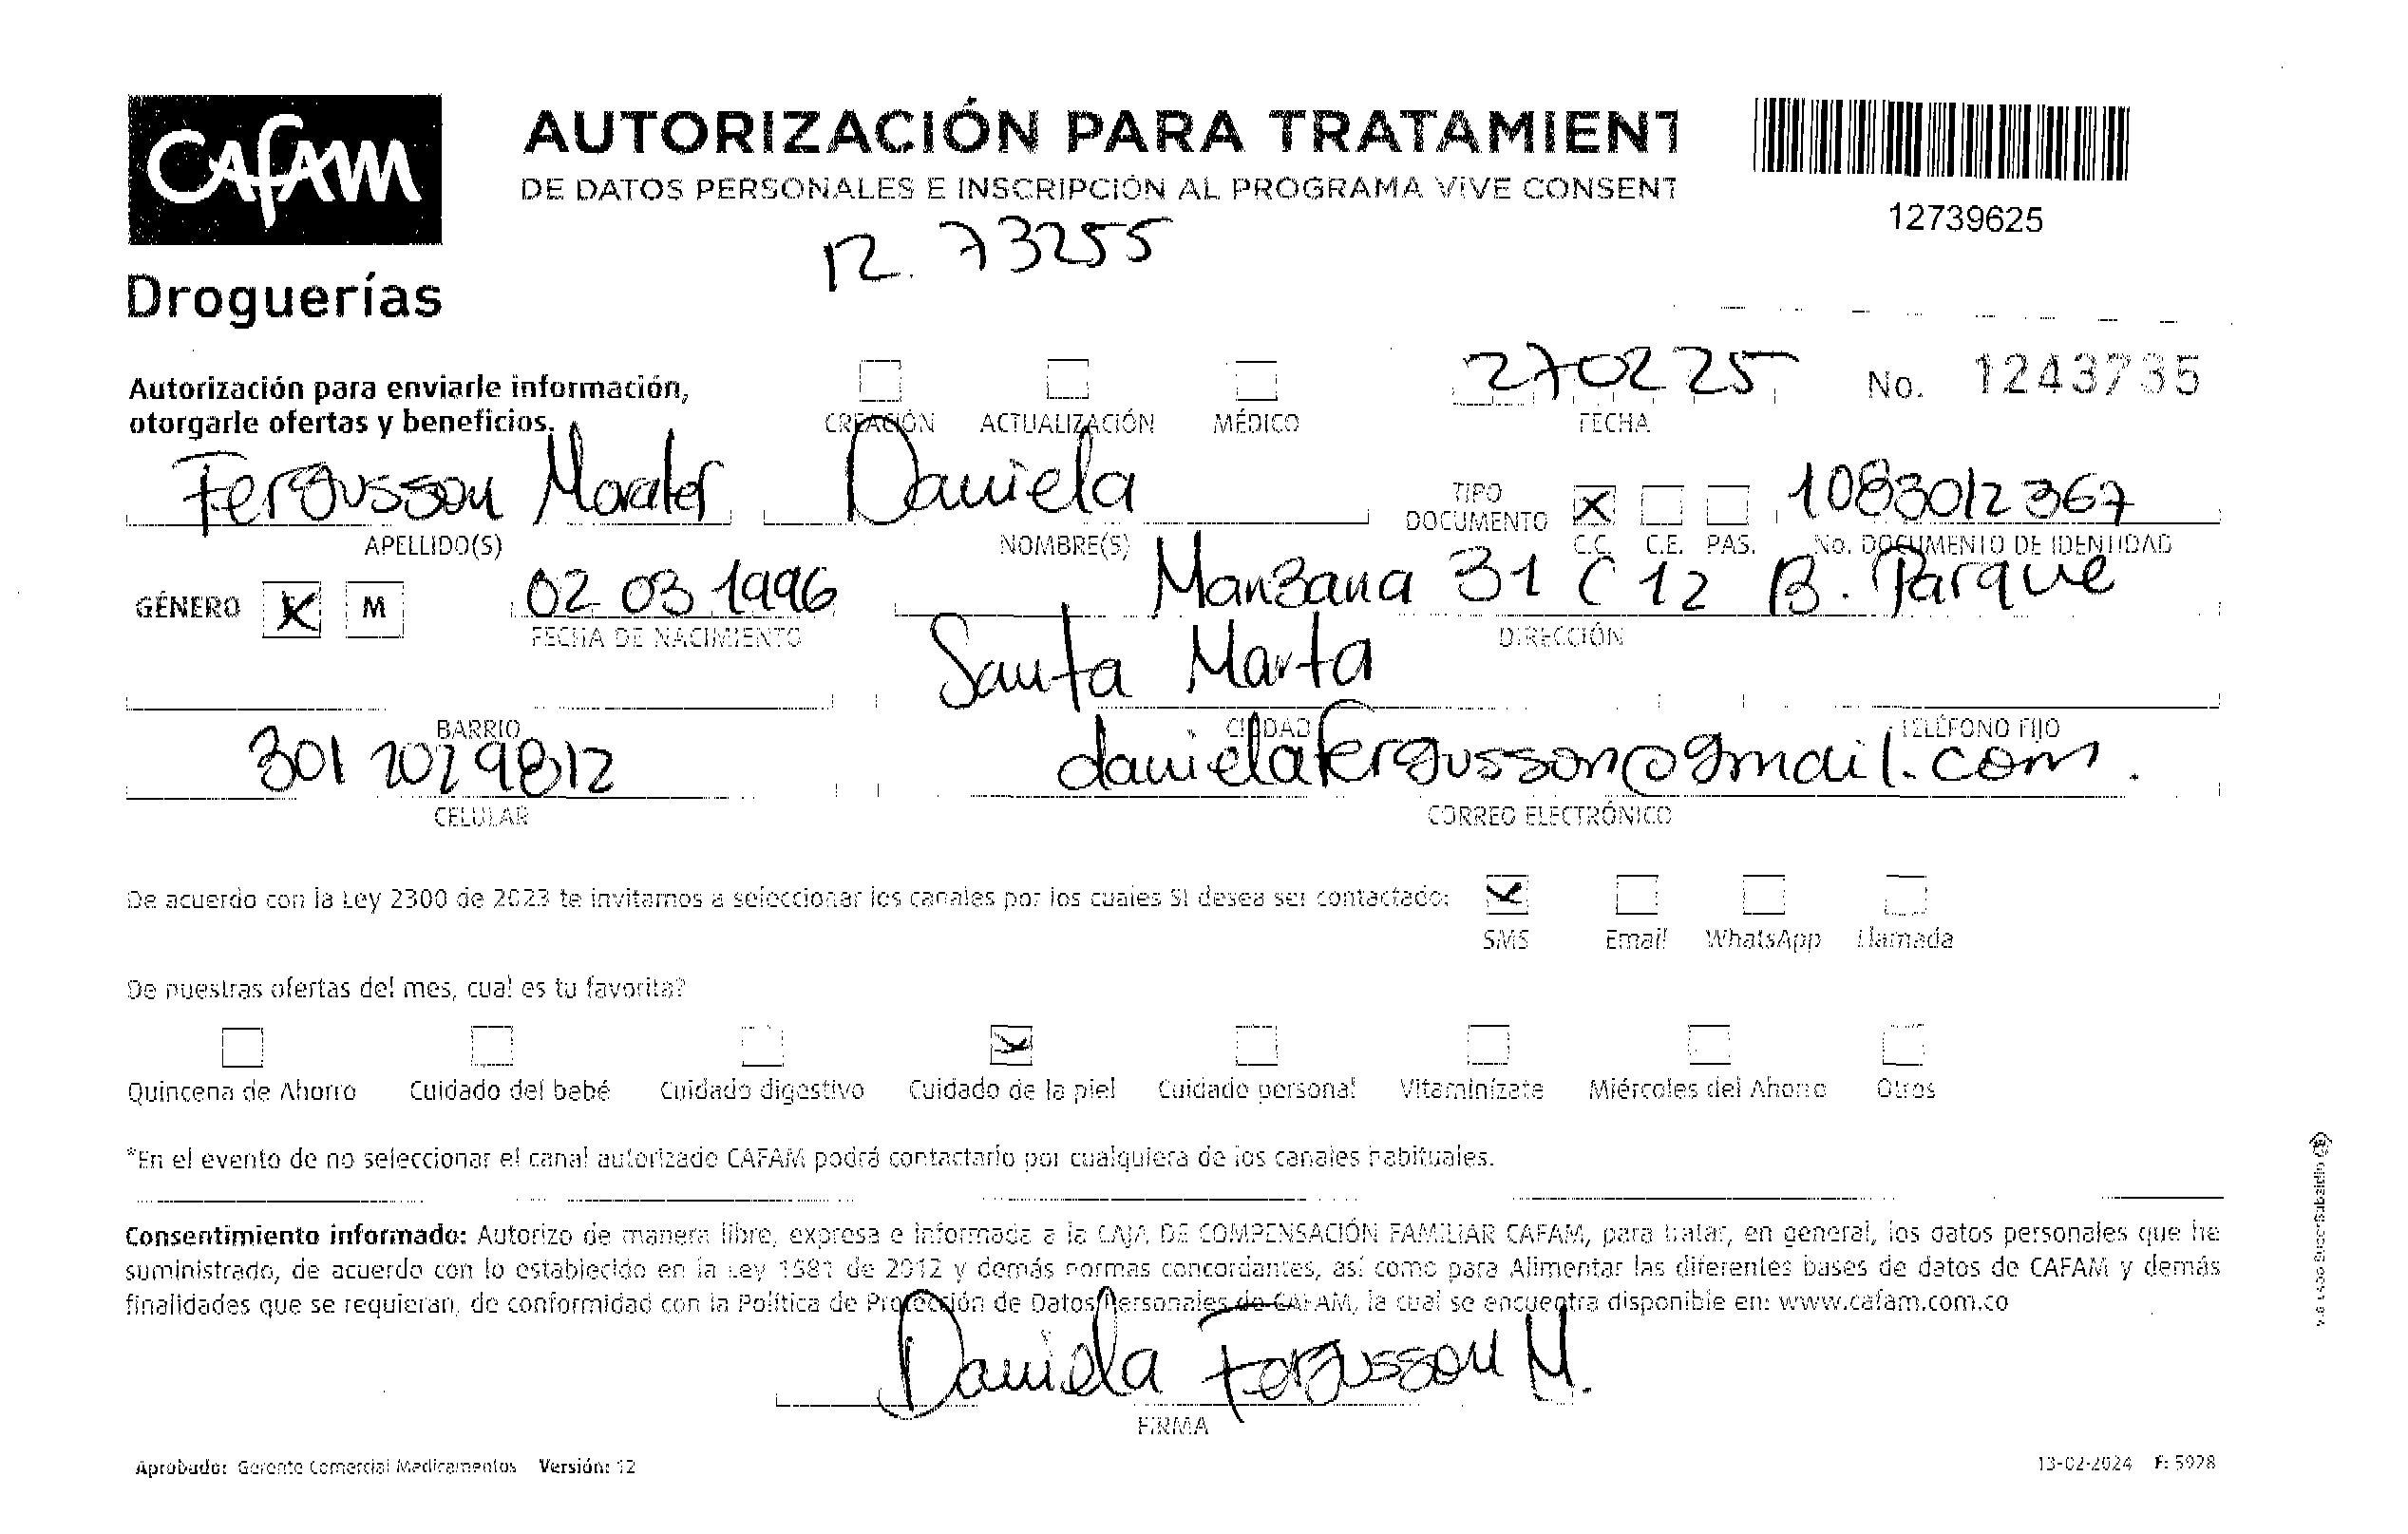 CAFAM
Droguerías
AUTORIZACIÓN PARA TRATAMIENT
DE DATOS PERSONALES E INSCRIPCIÓN AL PROGRAMA VIVE CONSENT
12739625
R. 73255
Autorización para enviarle información,
otorgarle ofertas y beneficios.
CREACIÓN ACTUALIZACIÓN MÉDICO
270225
FECHA
No. 1243735
Fergusson Morales Daniela
TIPO
DOCUMENTO X 1083012367
APELLIDO(S) NOMBRE(S) C.C. C.E. PAS. No. DOCUMENTO DE IDENTIDAD
GÉNERO X M 02 03 1996 Manzana 31 C 12 B. Parque
FECHA DE NACIMIENTO DIRECCIÓN
Santa Marta
BARRIO CIUDAD TELÉFONO FIJO
301 2029812 danielafergusson@gmail.com.
CELULAR CORREO ELECTRÓNICO
De acuerdo con la Ley 2300 de 2023 te invitamos a seleccionar los canales por los cuales SI desea ser contactado:
SMS Email WhatsApp Llamada
De nuestras ofertas del mes, cual es tu favorita?
Quincena de Ahorro Cuidado del bebé Cuidado digestivo Cuidado de la piel Cuidado personal Vitaminízate Miércoles del Ahorro Otros
*En el evento de no seleccionar el canal autorizado CAFAM podrá contactarlo por cualquiera de los canales habituales.
Consentimiento informado: Autorizo de manera libre, expresa e informada a la CAJA DE COMPENSACIÓN FAMILIAR CAFAM, para tratar, en general, los datos personales que he
suministrado, de acuerdo con lo establecido en la Ley 1581 de 2012 y demás normas concordantes, así como para Alimentar las diferentes bases de datos de CAFAM y demás
finalidades que se requieran, de conformidad con la Política de Protección de Datos Personales de CAFAM, la cual se encuentra disponible en: www.cafam.com.co
Daniela Fergusson M.
FIRMA
Aprobado: Gerente Comercial Medicamentos Versión: 12
13-02-2024 F: 5928